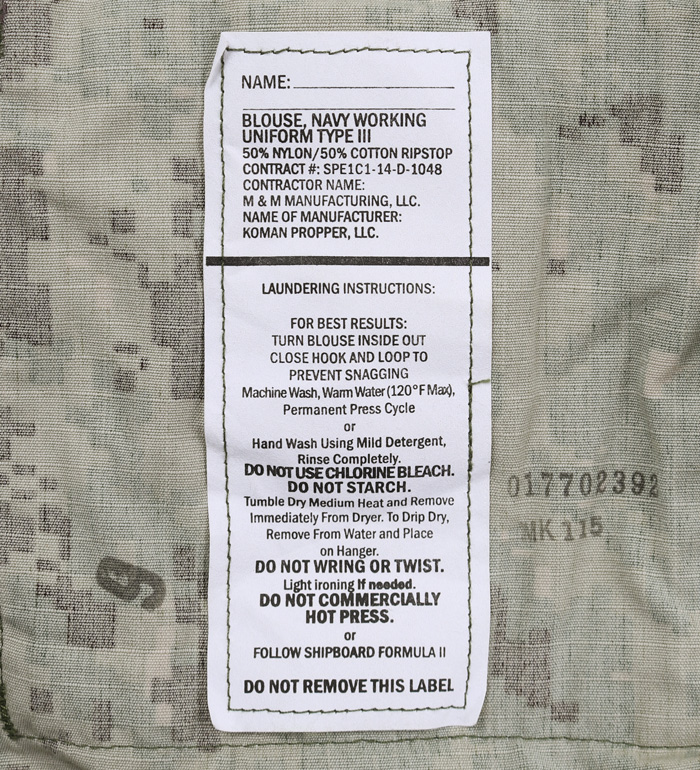 NAME:
BLOUSE, NAVY WORKING
UNIFORM TYPE III
50% NYLON/50% COTTON RIPSTOP
CONTRACT #: SPE1C1-14-D-1048
CONTRACTOR NAME:
M & M MANUFACTURING, LLC.
NAME OF MANUFACTURER:
KOMAN PROPPER, LLC.
LAUNDERING INSTRUCTIONS:
FOR BEST RESULTS:
TURN BLOUSE INSIDE OUT
CLOSE HOOK AND LOOP TO
PREVENT SNAGGING
Machine Wash, Warm Water (120°F Max),
Permanent Press Cycle
or
Hand Wash Using Mild Detergent,
Rinse Completely.
DO NOT USE CHLORINE BLEACH.
DO NOT STARCH.
Tumble Dry Medium Heat and Remove
Immediately From Dryer. To Drip Dry,
Remove From Water and Place
on Hanger.
DO NOT WRING OR TWIST.
Light ironing If needed.
DO NOT COMMERCIALLY
HOT PRESS.
or
FOLLOW SHIPBOARD FORMULA II
DO NOT REMOVE THIS LABEL
017702392
MK 115
9